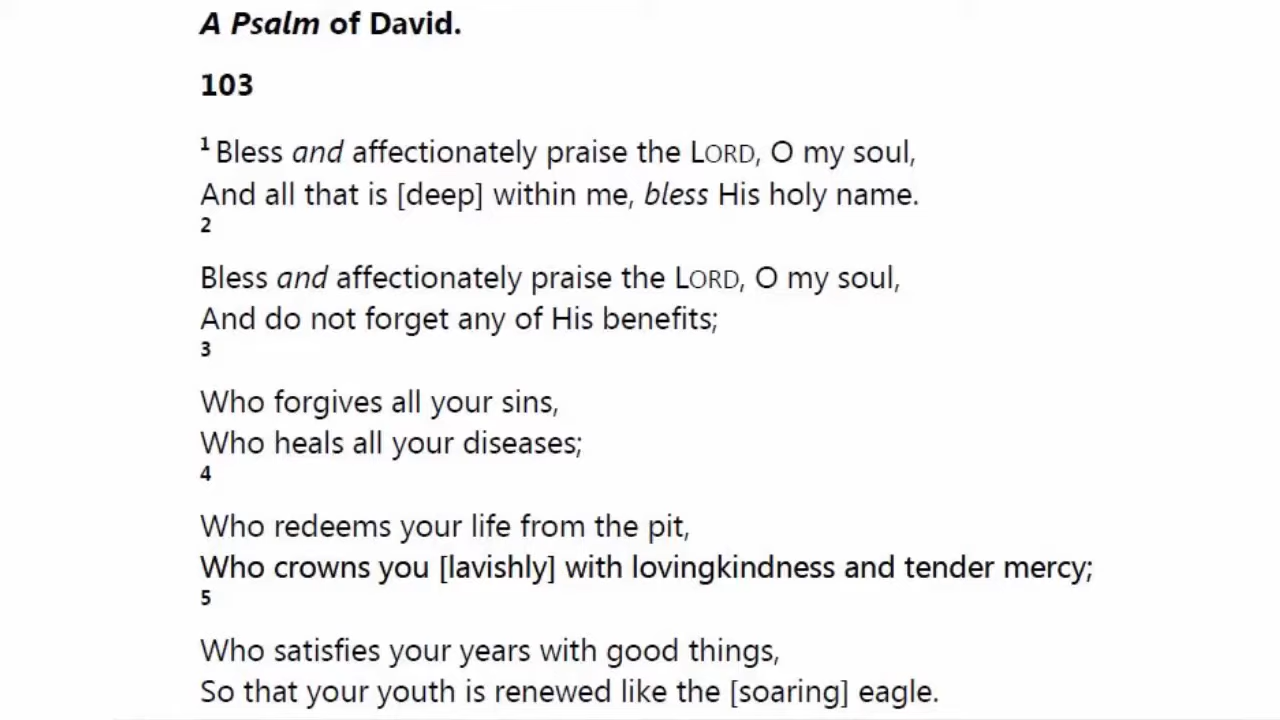 A Psalm of David.
103
1 Bless and affectionately praise the LORD, O my soul,
And all that is [deep] within me, bless His holy name.
2
Bless and affectionately praise the LORD, O my soul,
And do not forget any of His benefits;
3
Who forgives all your sins,
Who heals all your diseases;
4
Who redeems your life from the pit,
Who crowns you [lavishly] with lovingkindness and tender mercy;
5
Who satisfies your years with good things,
So that your youth is renewed like the [soaring] eagle.